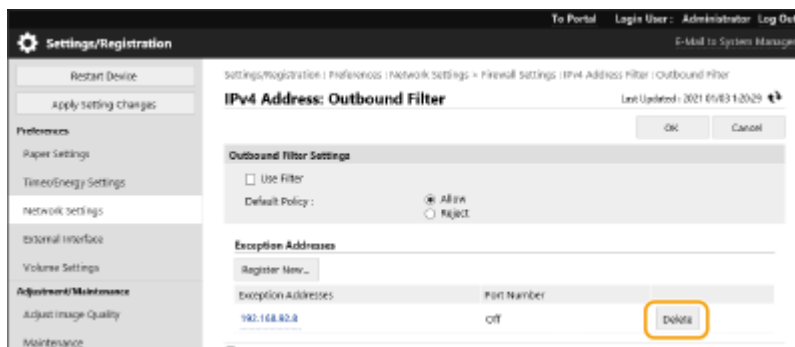 To Portal Login User : Administrator Log Out
Settings/Registration
E-Mail to System Manager
Restart Device
Apply Setting Changes
Preferences
Paper Settings
Timer/Energy Settings
Network Settings
External Interface
Volume Settings
Adjustment/Maintenance
Adjust Image Quality
Maintenance
Settings/Registration : Preferences : Network Settings > Firewall Settings : IPv4 Address Filter : Outbound Filter
IPv4 Address: Outbound Filter
Last Updated : 2021 01/03 1:20:29
OK Cancel
Outbound Filter Settings
Use Filter
Default Policy :
Allow
Reject
Exception Addresses
Register New...
Exception Addresses Port Number
192.168.92.8 Off Delete